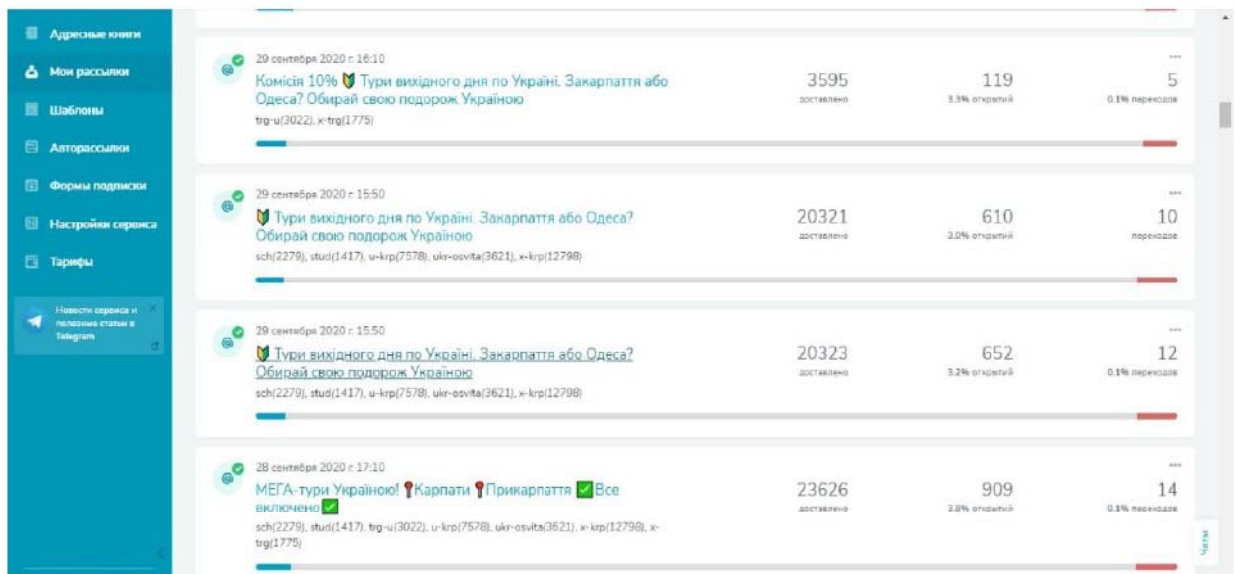 Адресные книги
Мои рассылки
Шаблоны
Авторассылки
Формы подписки
Настройки сервиса
Тарифы
Новости сервиса и
полезные статьи в
Telegram
29 сентября 2020 г. 16:10
Комісія 10% 🔰 Тури вихідного дня по Україні. Закарпаття або
Одеса? Обирай свою подорож Україною
trg-u(3022), x-trg(1775)
3595
доставлено
119
3.3% открытий
5
0.1% переходов
29 сентября 2020 г. 15:50
🔰 Тури вихідного дня по Україні. Закарпаття або Одеса?
Обирай свою подорож Україною
sch(2279), stud(1417), u-krp(7578), ukr-osvita(3621), x-krp(12798)
20321
доставлено
610
3.0% открытий
10
переходов
29 сентября 2020 г. 15:50
🔰 Тури вихідного дня по Україні. Закарпаття або Одеса?
Обирай свою подорож Україною
sch(2279), stud(1417), u-krp(7578), ukr-osvita(3621), x-krp(12798)
20323
доставлено
652
3.2% открытий
12
0.1% переходов
28 сентября 2020 г. 17:10
МЕГА-тури Україною! 📍Карпати 📍Прикарпаття ✅Все
включено✅
sch(2279), stud(1417), trg-u(3022), u-krp(7578), ukr-osvita(3621), x-krp(12798), x-
trg(1775)
23626
доставлено
909
3.8% открытий
14
0.1% переходов
Чаты